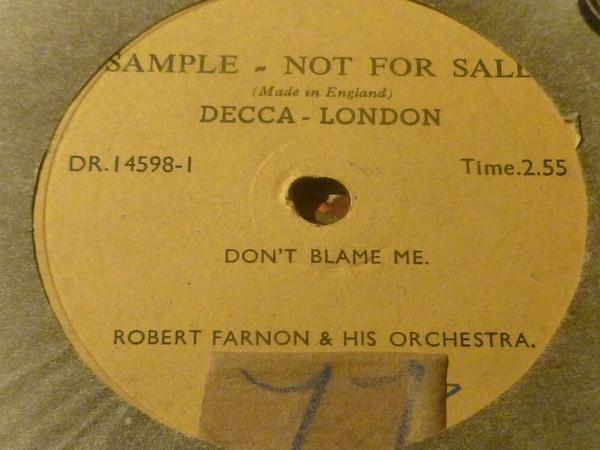 SAMPLE - NOT FOR SALE
(Made in England)
DECCA - LONDON
DR.14598-1 Time.2.55
DON'T BLAME ME.
ROBERT FARNON & HIS ORCHESTRA.